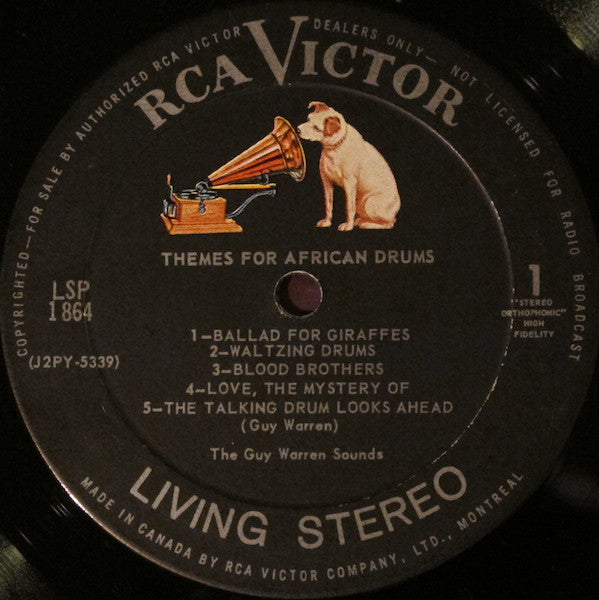 COPYRIGHTED—FOR SALE BY AUTHORIZED RCA VICTOR DEALERS ONLY—NOT LICENSED FOR RADIO BROADCAST
RCA VICTOR
THEMES FOR AFRICAN DRUMS
LSP
1864
(J2PY-5339)
1
"STEREO
ORTHOPHONIC"
HIGH
FIDELITY
1—BALLAD FOR GIRAFFES
2—WALTZING DRUMS
3—BLOOD BROTHERS
4—LOVE, THE MYSTERY OF
5—THE TALKING DRUM LOOKS AHEAD
(Guy Warren)
The Guy Warren Sounds
LIVING STEREO
MADE IN CANADA BY RCA VICTOR COMPANY, LTD., MONTREAL